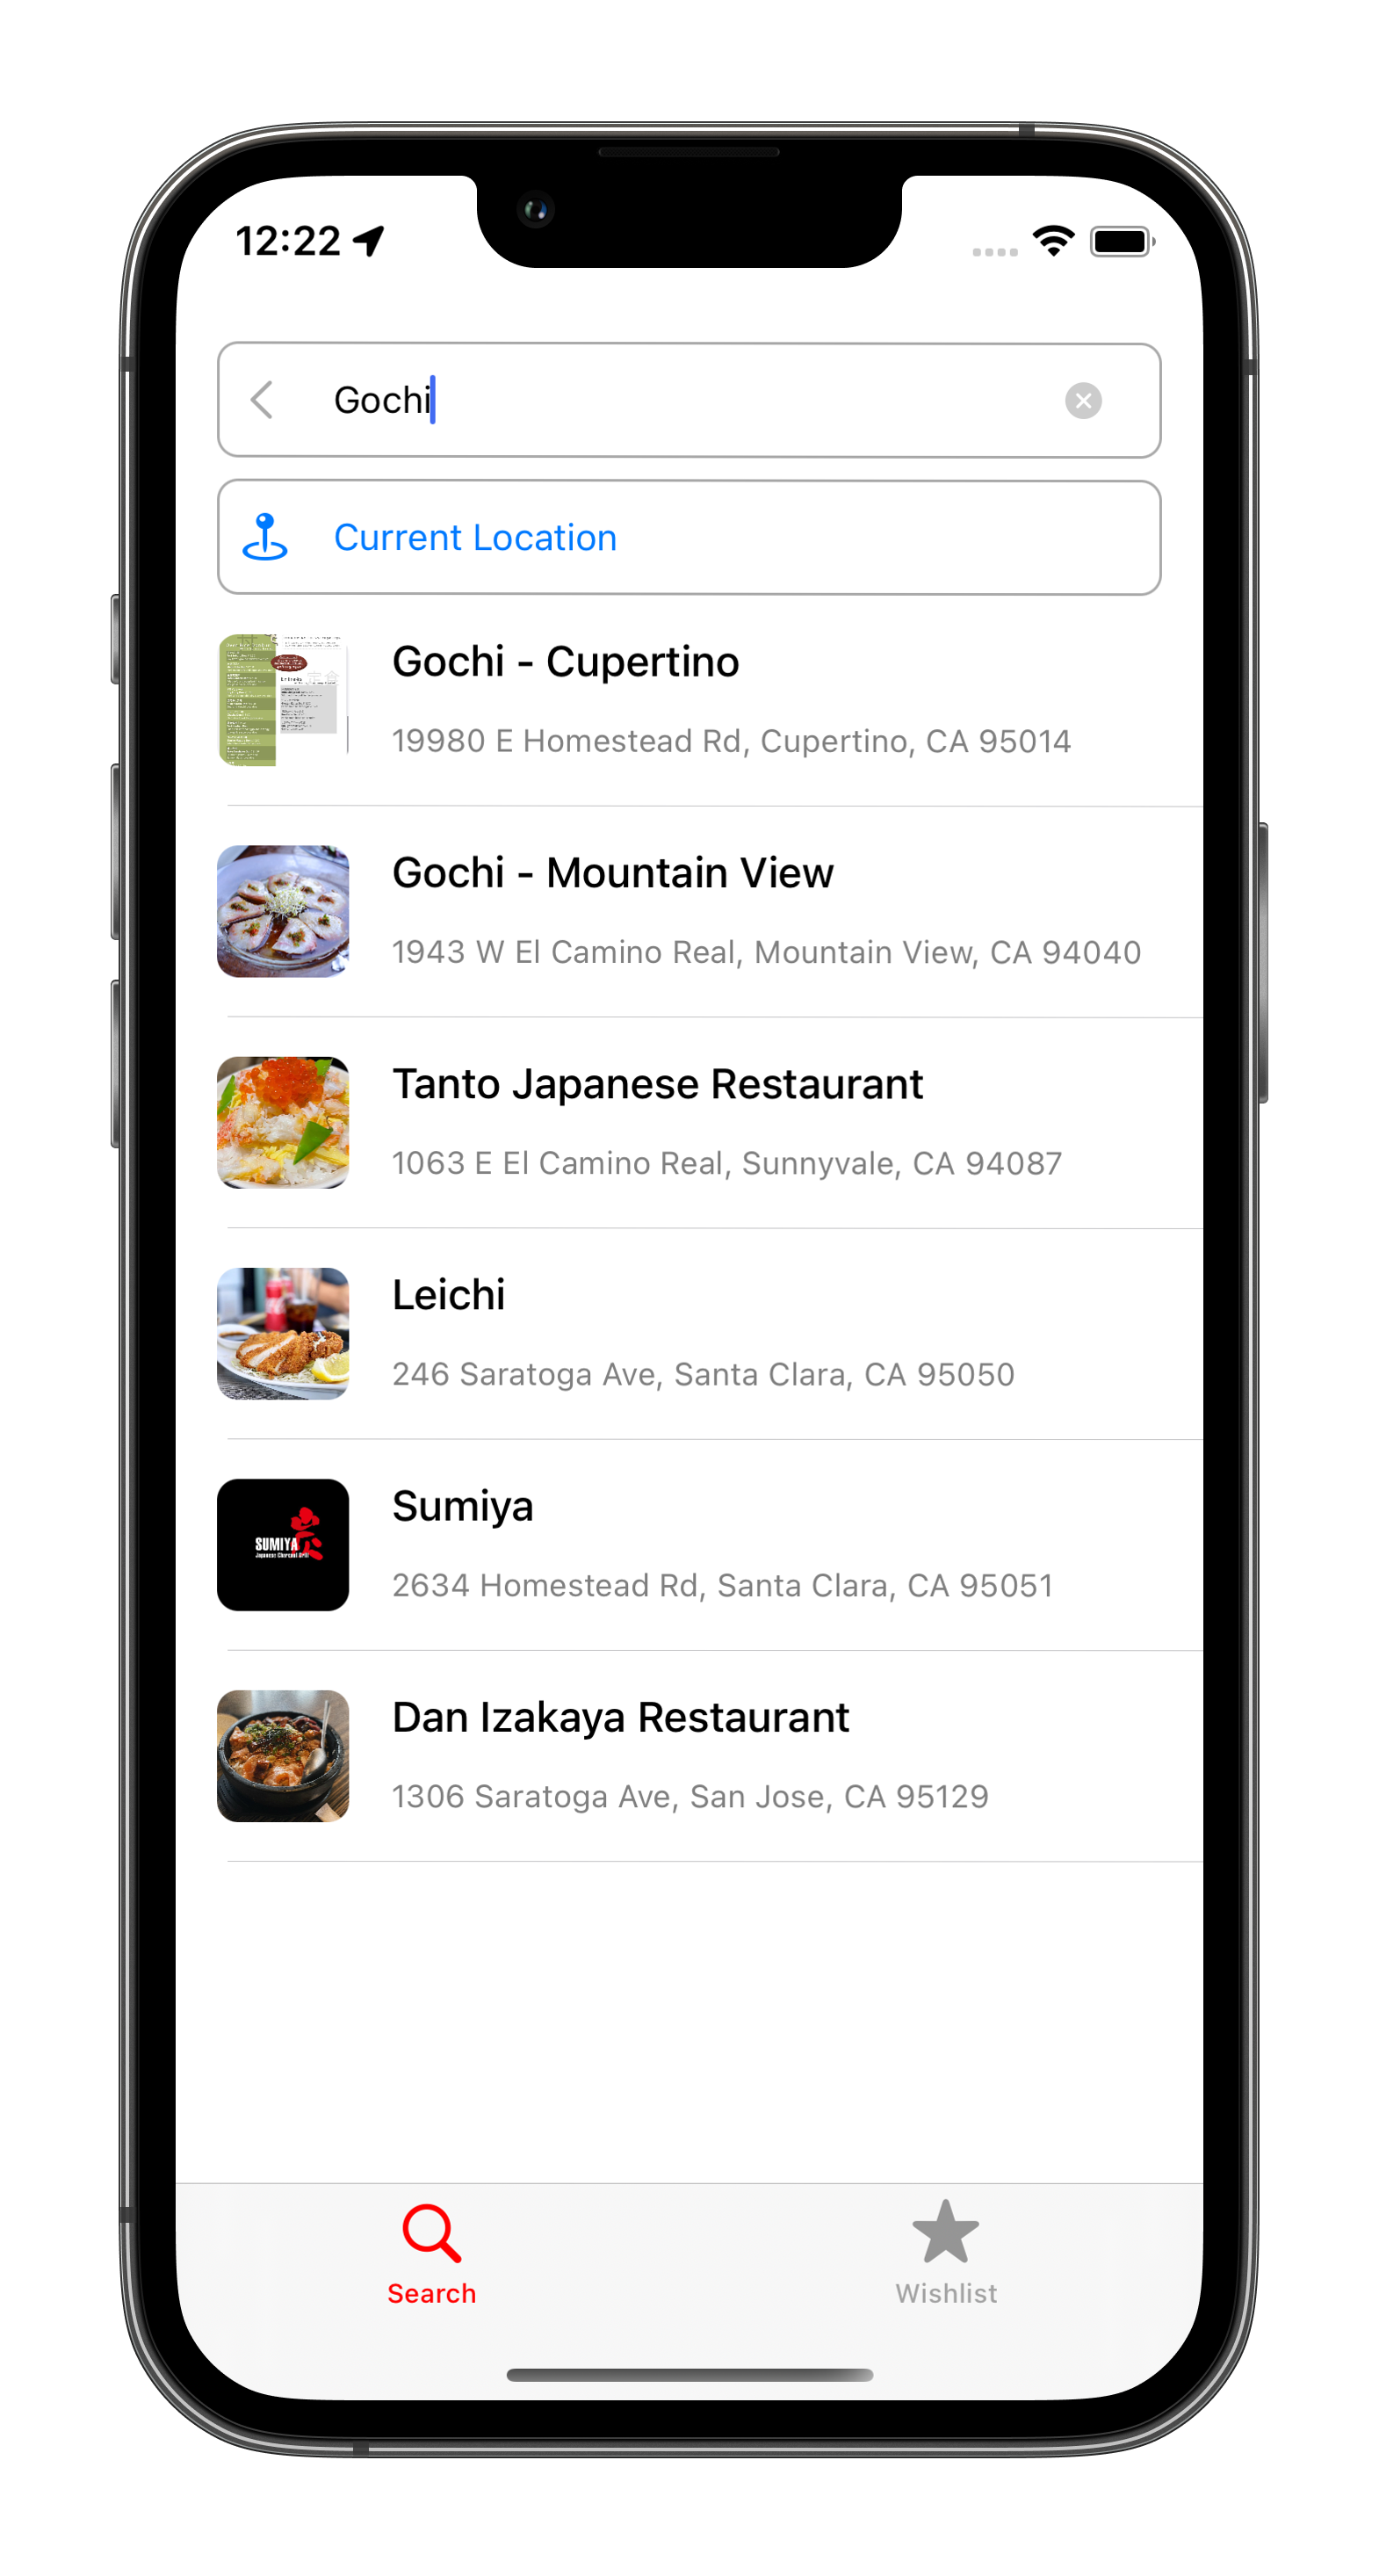 12:22
Gochi
Current Location
Gochi - Cupertino
19980 E Homestead Rd, Cupertino, CA 95014
Gochi - Mountain View
1943 W El Camino Real, Mountain View, CA 94040
Tanto Japanese Restaurant
1063 E El Camino Real, Sunnyvale, CA 94087
Leichi
246 Saratoga Ave, Santa Clara, CA 95050
SUMIYA
Japanese Charcoal Grill
Sumiya
2634 Homestead Rd, Santa Clara, CA 95051
Dan Izakaya Restaurant
1306 Saratoga Ave, San Jose, CA 95129
Search
Wishlist